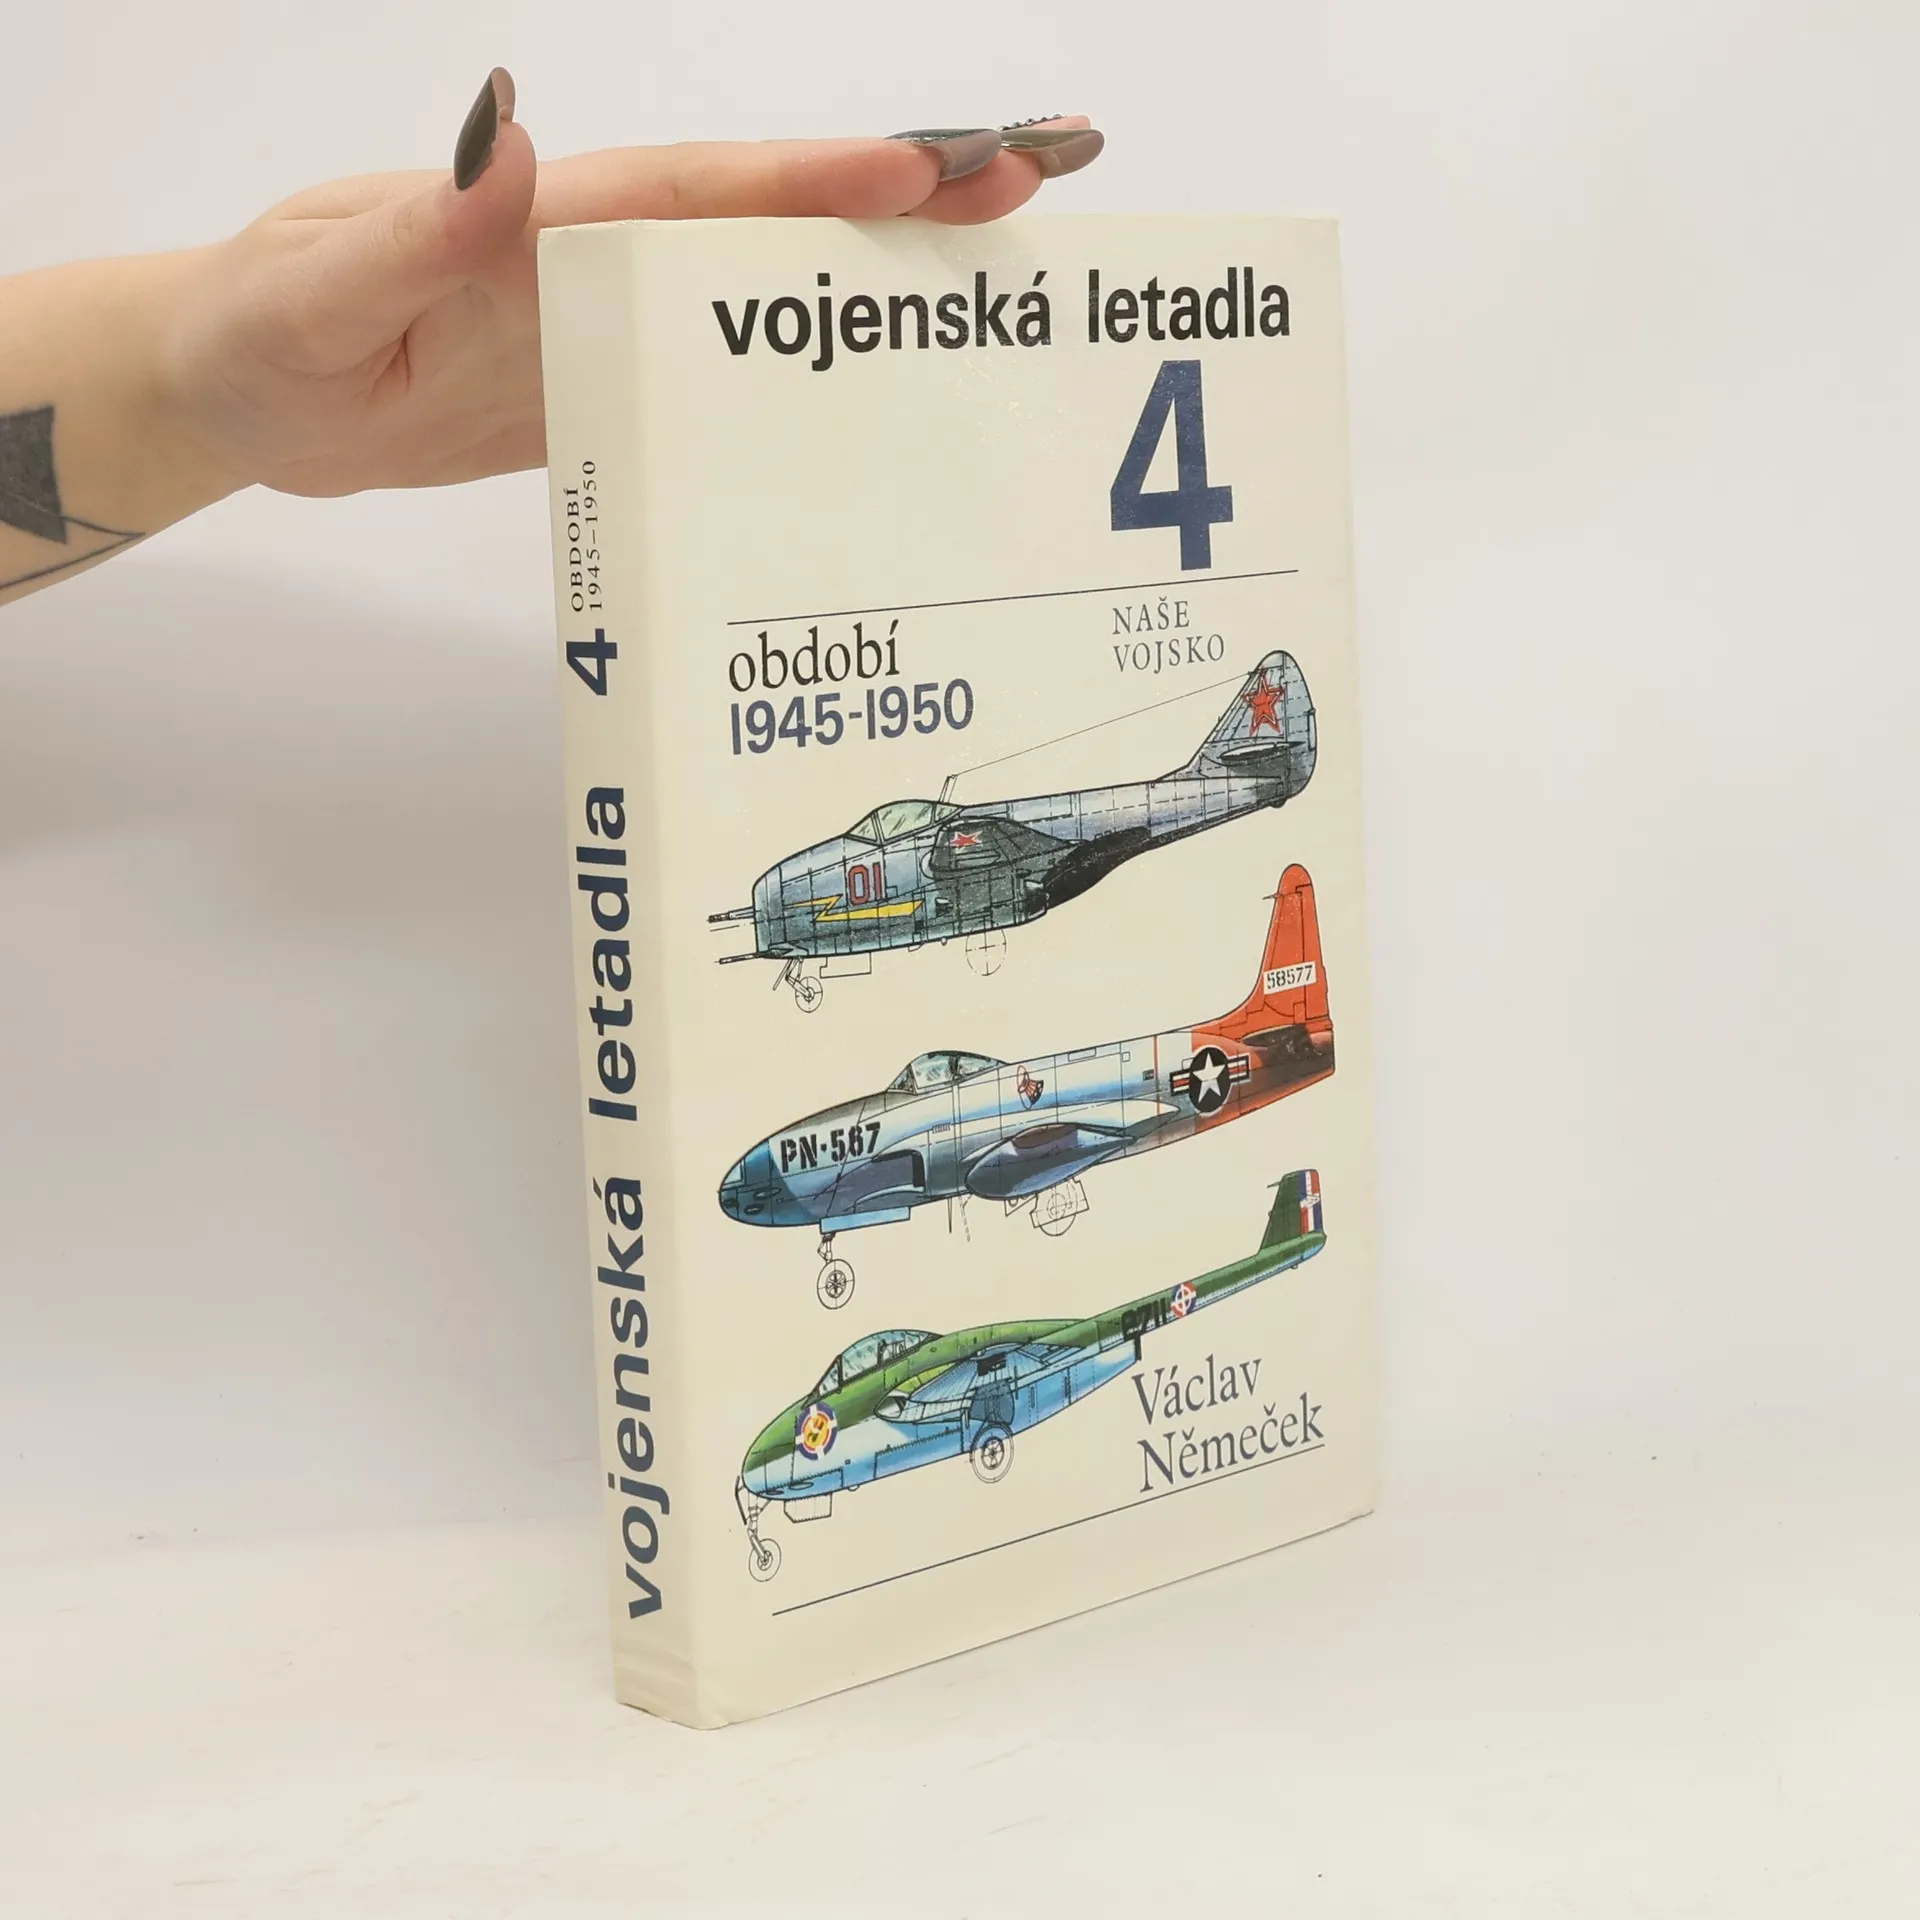 vojenská letadla
4
období
1945-1950
NAŠE
VOJSKO
01
58577
PN-567
Václav
Němeček
vojenská letadla 4
OBDOBÍ
1945–1950